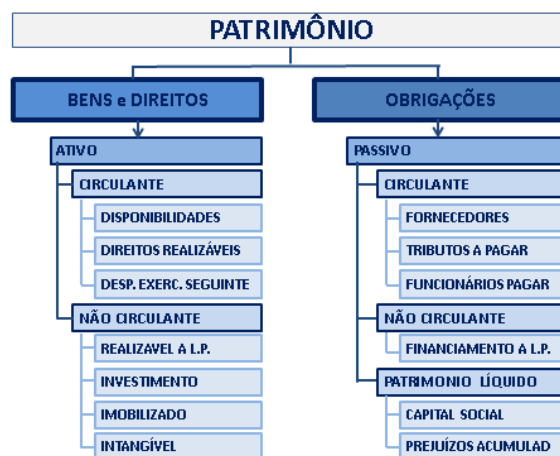 PATRIMÔNIO
BENS e DIREITOS
ATIVO
CIRCULANTE
DISPONIBILIDADES
DIREITOS REALIZÁVEIS
DESP. EXERC. SEGUINTE
NÃO CIRCULANTE
REALIZAVEL A L.P.
INVESTIMENTO
IMOBILIZADO
INTANGÍVEL
OBRIGAÇÕES
PASSIVO
CIRCULANTE
FORNECEDORES
TRIBUTOS A PAGAR
FUNCIONÁRIOS PAGAR
NÃO CIRCULANTE
FINANCIAMENTO A L.P.
PATRIMONIO LÍQUIDO
CAPITAL SOCIAL
PREJUÍZOS ACUMULAD